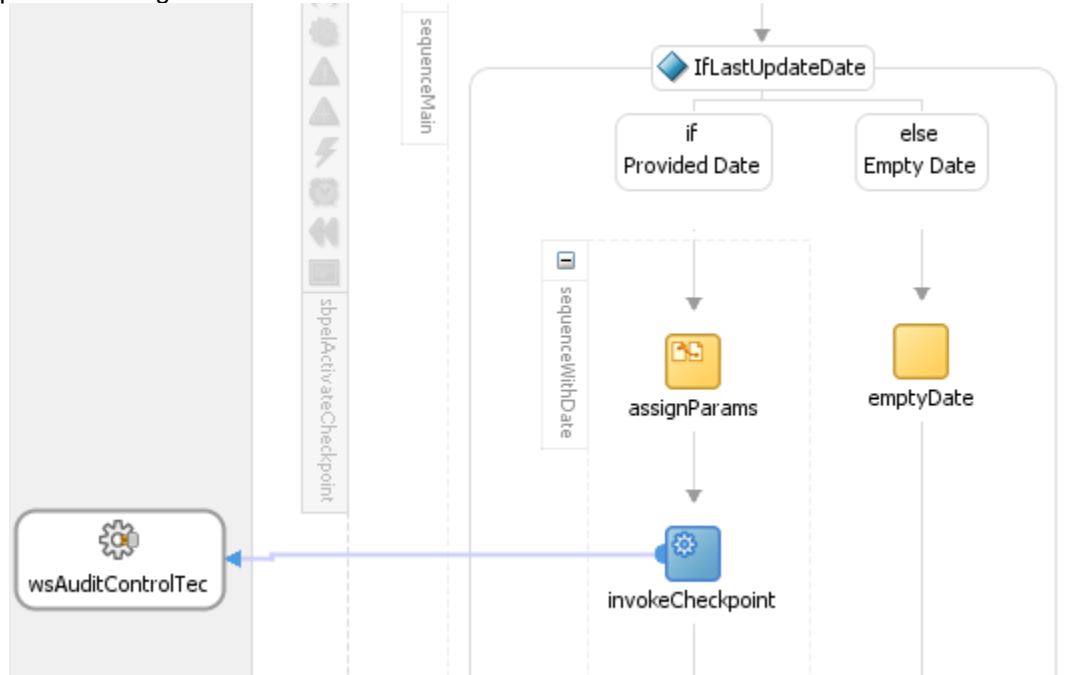 sequenceMain
IfLastUpdateDate
if
Provided Date
else
Empty Date
sequenceWithDate
sbpelActivateCheckpoint
assignParams
emptyDate
wsAuditControlTec
invokeCheckpoint